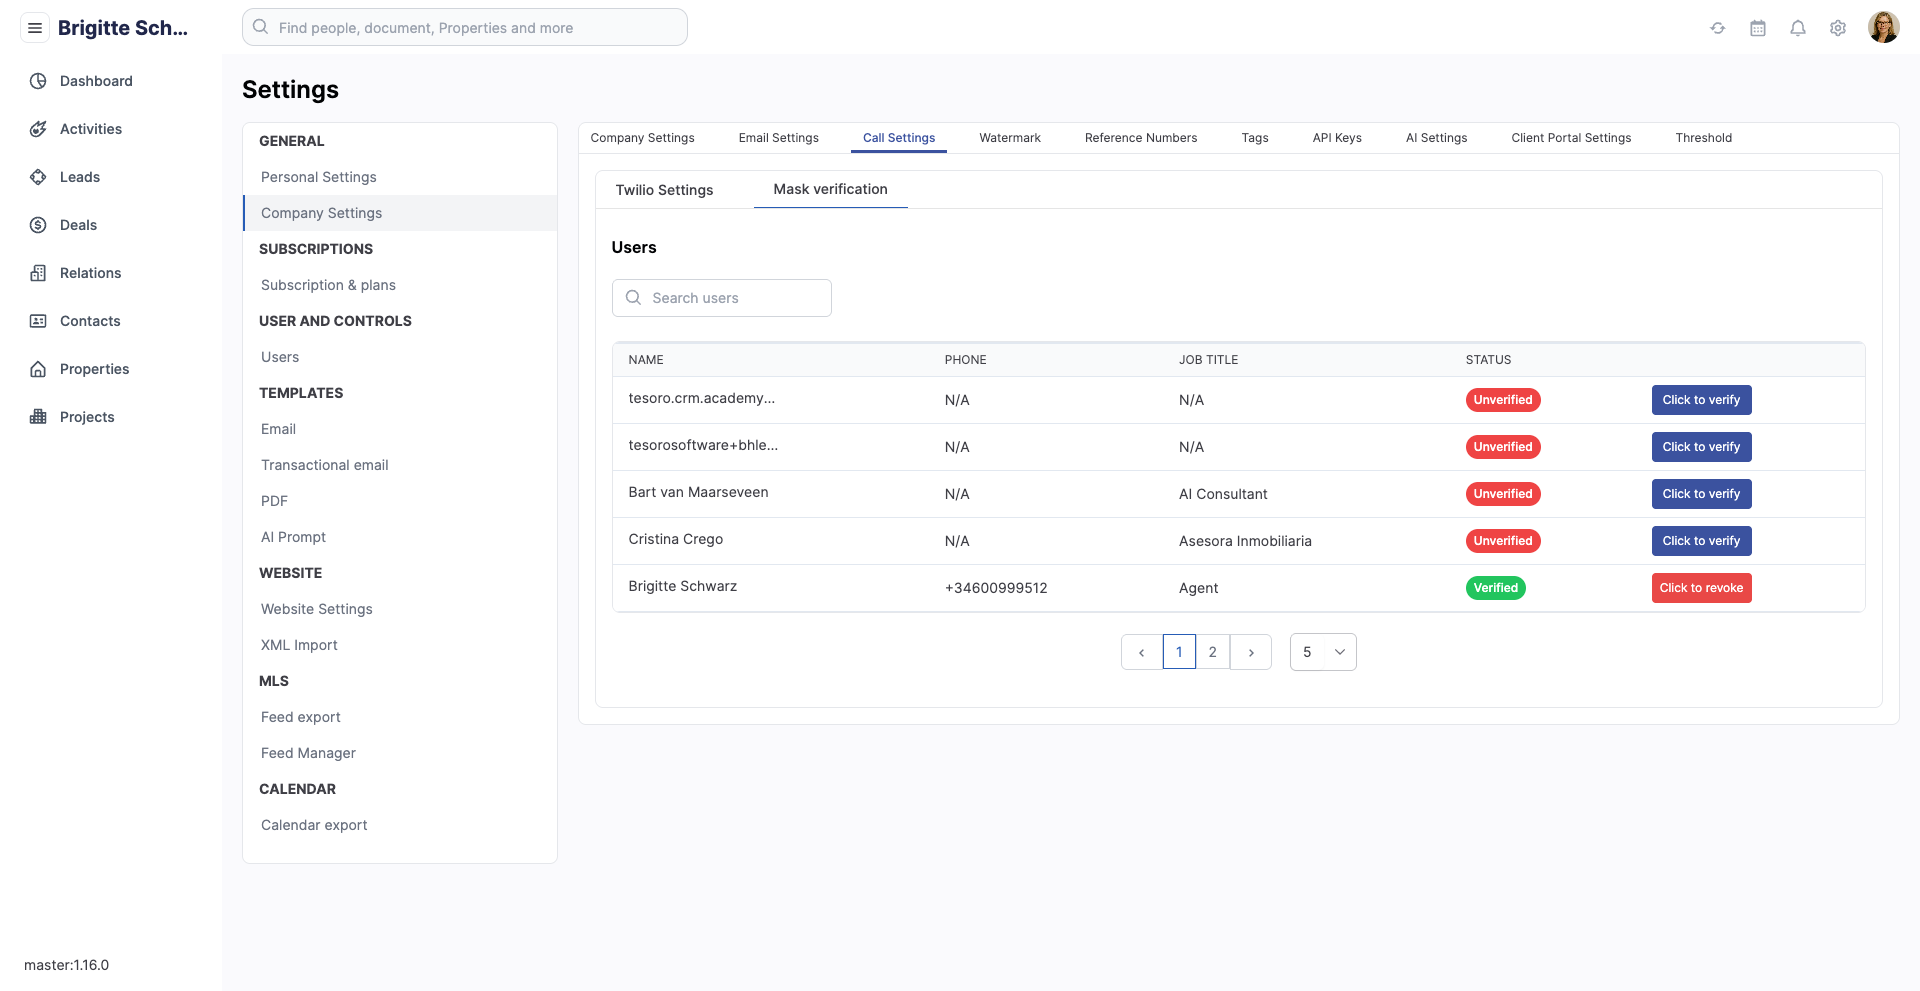 Brigitte Sch...
Find people, document, Properties and more
Dashboard
Activities
Leads
Deals
Relations
Contacts
Properties
Projects
master:1.16.0
Settings
GENERAL
Personal Settings
Company Settings
SUBSCRIPTIONS
Subscription & plans
USER AND CONTROLS
Users
TEMPLATES
Email
Transactional email
PDF
AI Prompt
WEBSITE
Website Settings
XML Import
MLS
Feed export
Feed Manager
CALENDAR
Calendar export
Company Settings Email Settings Call Settings Watermark Reference Numbers Tags API Keys AI Settings Client Portal Settings Threshold
Twilio Settings Mask verification
Users
Search users
NAME PHONE JOB TITLE STATUS
tesoro.crm.academy... N/A N/A Unverified Click to verify
tesorosoftware+bhle... N/A N/A Unverified Click to verify
Bart van Maarseveen N/A AI Consultant Unverified Click to verify
Cristina Crego N/A Asesora Inmobiliaria Unverified Click to verify
Brigitte Schwarz +34600999512 Agent Verified Click to revoke
‹ 1 2 › 5